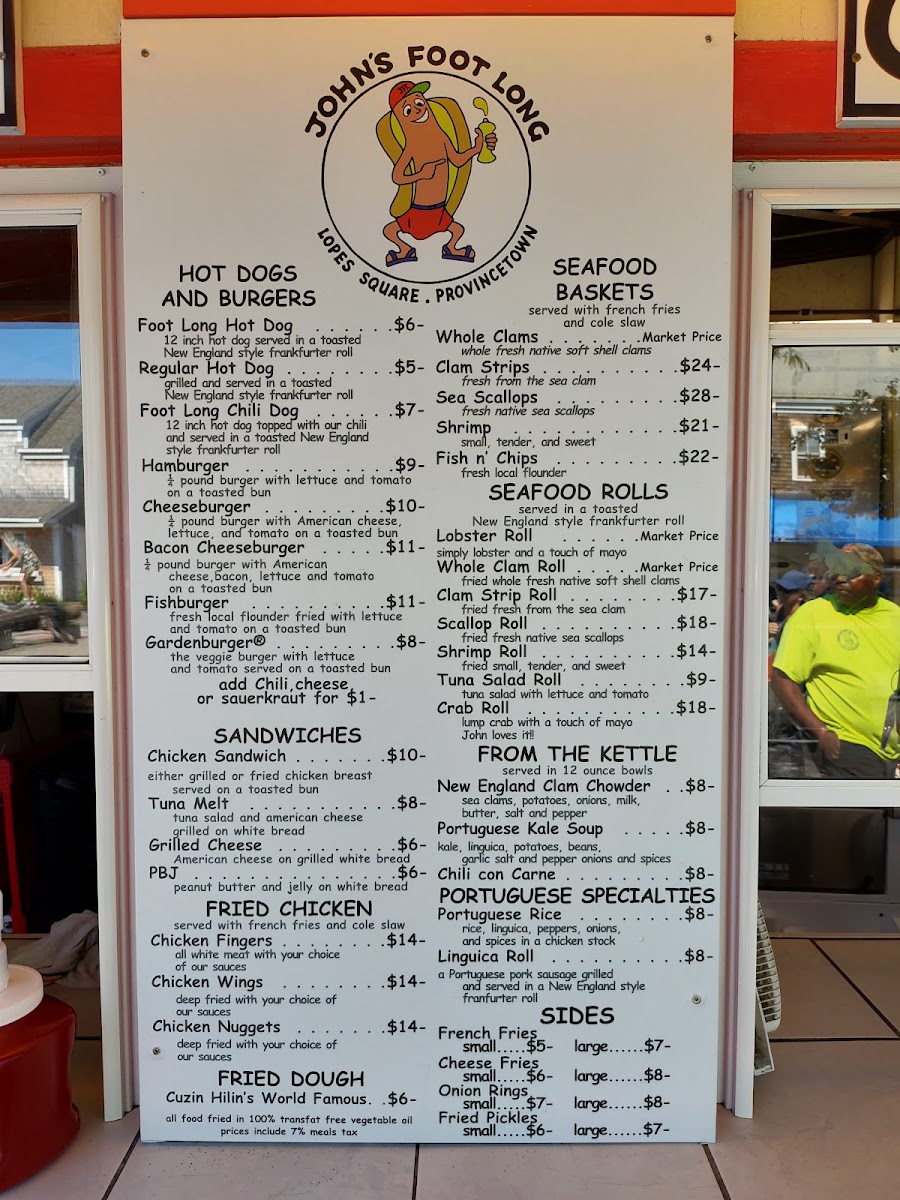 JOHN'S FOOT LONG
LOPES SQUARE . PROVINCETOWN
HOT DOGS
AND BURGERS
Foot Long Hot Dog . . . . . .$6-
12 inch hot dog served in a toasted
New England style frankfurter roll
Regular Hot Dog . . . . . . . .$5-
grilled and served in a toasted
New England style frankfurter roll
Foot Long Chili Dog . . . . . .$7-
12 inch hot dog topped with our chili
and served in a toasted New England
style frankfurter roll
Hamburger . . . . . . . . . . .$9-
¼ pound burger with lettuce and tomato
on a toasted bun
Cheeseburger . . . . . . . . .$10-
¼ pound burger with American cheese,
lettuce, and tomato on a toasted bun
Bacon Cheeseburger . . . . .$11-
¼ pound burger with American
cheese,bacon, lettuce and tomato
on a toasted bun
Fishburger . . . . . . . . . .$11-
fresh local flounder fried with lettuce
and tomato on a toasted bun
Gardenburger® . . . . . . . . .$8-
the veggie burger with lettuce
and tomato served on a toasted bun
add Chili,cheese,
or sauerkraut for $1-
SANDWICHES
Chicken Sandwich . . . . . . .$10-
either grilled or fried chicken breast
served on a toasted bun
Tuna Melt . . . . . . . . . . .$8-
tuna salad and american cheese
grilled on white bread
Grilled Cheese . . . . . . . . .$6-
American cheese on grilled white bread
PBJ . . . . . . . . . . . . . .$6-
peanut butter and jelly on white bread
FRIED CHICKEN
served with french fries and cole slaw
Chicken Fingers . . . . . . . .$14-
all white meat with your choice
of our sauces
Chicken Wings . . . . . . . .$14-
deep fried with your choice of
our sauces
Chicken Nuggets . . . . . . .$14-
deep fried with your choice of
our sauces
FRIED DOUGH
Cuzin Hilin's World Famous. .$6-
all food fried in 100% transfat free vegetable oil
prices include 7% meals tax
SEAFOOD
BASKETS
served with french fries
and cole slaw
Whole Clams . . . . . . .Market Price
whole fresh native soft shell clams
Clam Strips . . . . . . . . . .$24-
fresh from the sea clam
Sea Scallops . . . . . . . . .$28-
fresh native sea scallops
Shrimp . . . . . . . . . . . .$21-
small, tender, and sweet
Fish n' Chips . . . . . . . . .$22-
fresh local flounder
SEAFOOD ROLLS
served in a toasted
New England style frankfurter roll
Lobster Roll . . . . . .Market Price
simply lobster and a touch of mayo
Whole Clam Roll . . . . .Market Price
fried whole fresh native soft shell clams
Clam Strip Roll . . . . . . . .$17-
fried fresh from the sea clam
Scallop Roll . . . . . . . . . .$18-
fried fresh native sea scallops
Shrimp Roll . . . . . . . . . .$14-
fried small, tender, and sweet
Tuna Salad Roll . . . . . . . .$9-
tuna salad with lettuce and tomato
Crab Roll . . . . . . . . . . .$18-
lump crab with a touch of mayo
John loves it!!
FROM THE KETTLE
served in 12 ounce bowls
New England Clam Chowder . .$8-
sea clams, potatoes, onions, milk,
butter, salt and pepper
Portuguese Kale Soup . . . . .$8-
kale, linguica, potatoes, beans,
garlic salt and pepper onions and spices
Chili con Carne . . . . . . . . .$8-
PORTUGUESE SPECIALTIES
Portuguese Rice . . . . . . . .$8-
rice, linguica, peppers, onions,
and spices in a chicken stock
Linguica Roll . . . . . . . . . .$8-
a Portuguese pork sausage grilled
and served in a New England style
franfurter roll
SIDES
French Fries
small.....$5- large......$7-
Cheese Fries
small.....$6- large......$8-
Onion Rings
small.....$7- large......$8-
Fried Pickles
small.....$6- large......$7-